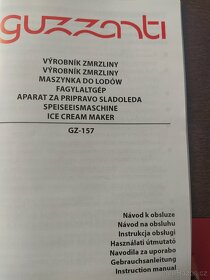 guzzanti
VÝROBNÍK ZMRZLINY
VÝROBNÍK ZMRZLINY
MASZYNKA DO LODÓW
FAGYLALTGÉP
APARAT ZA PRIPRAVO SLADOLEDA
SPEISEEISMASCHINE
ICE CREAM MAKER
GZ-157
Návod k obsluze
Návod na obsluhu
Instrukcja obsługi
Használati útmutató
Navodila za uporabo
Gebrauchsanleitung
Instruction manual